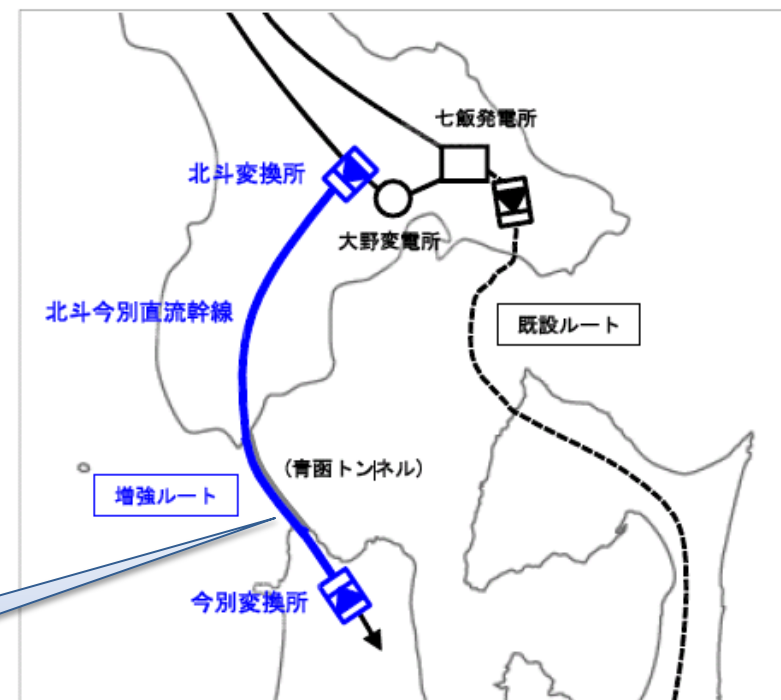 七飯発電所
北斗変換所
大野変電所
北斗今別直流幹線
既設ルート
(青函トンネル)
増強ルート
今別変換所